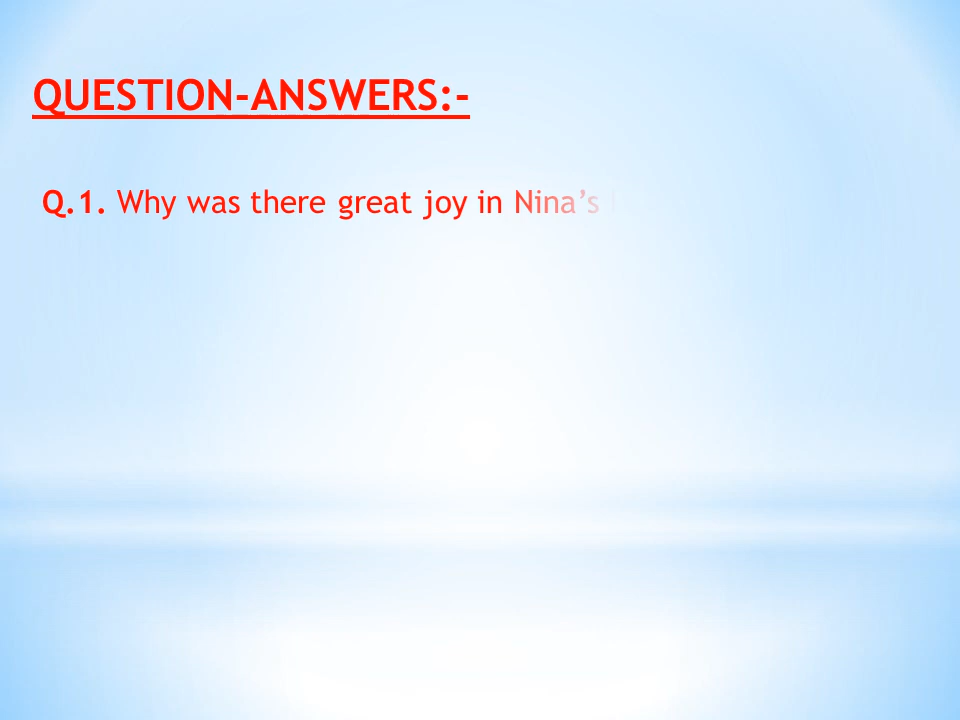 QUESTION-ANSWERS:-
Q.1. Why was there great joy in Nina’s